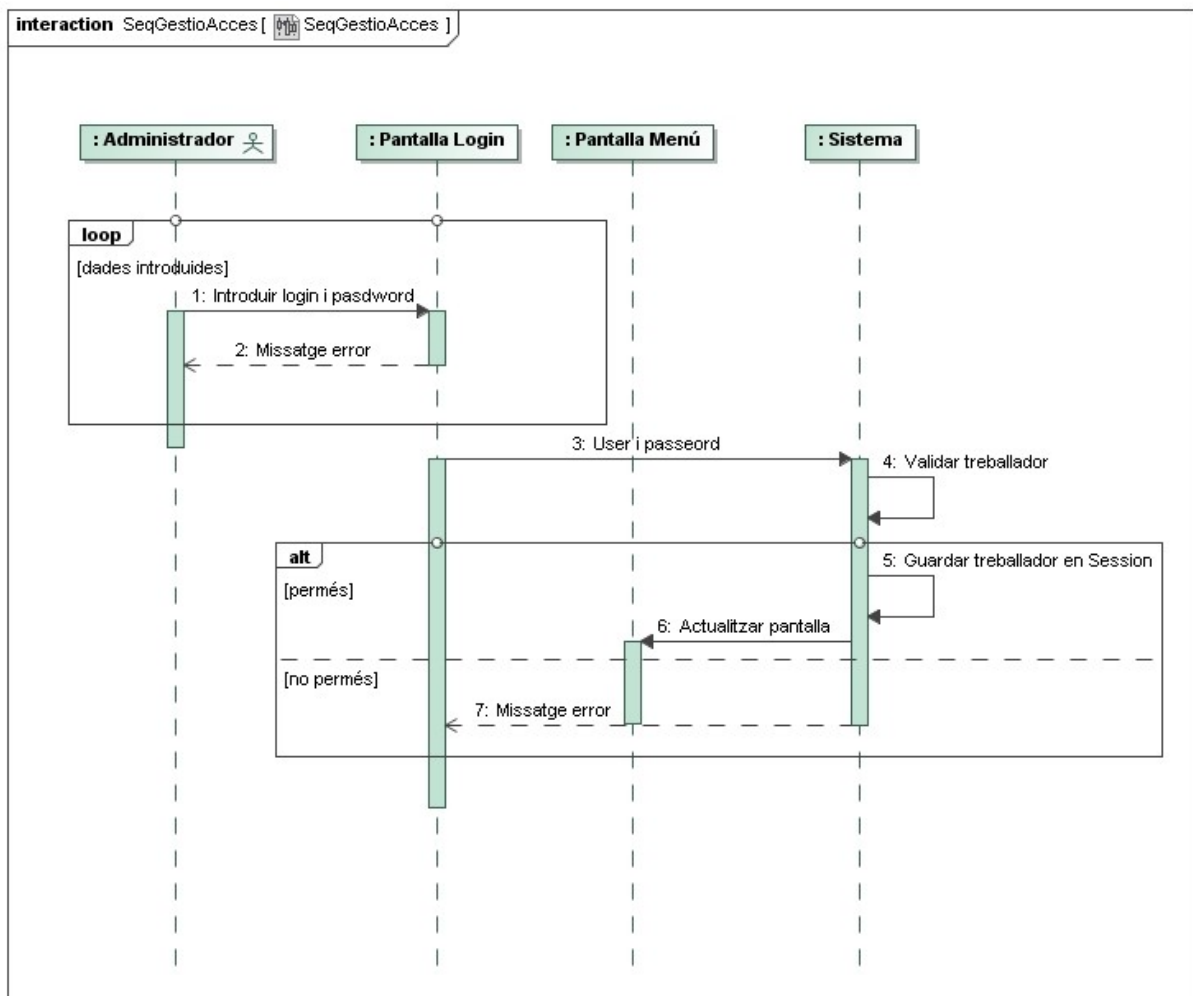 interaction SeqGestioAcces [ SeqGestioAcces ]
: Administrador
: Pantalla Login
: Pantalla Menú
: Sistema
loop
[dades introduides]
1: Introduir login i pasdword
2: Missatge error
3: User i passeord
4: Validar treballador
alt
5: Guardar treballador en Session
[permés]
6: Actualitzar pantalla
[no permés]
7: Missatge error